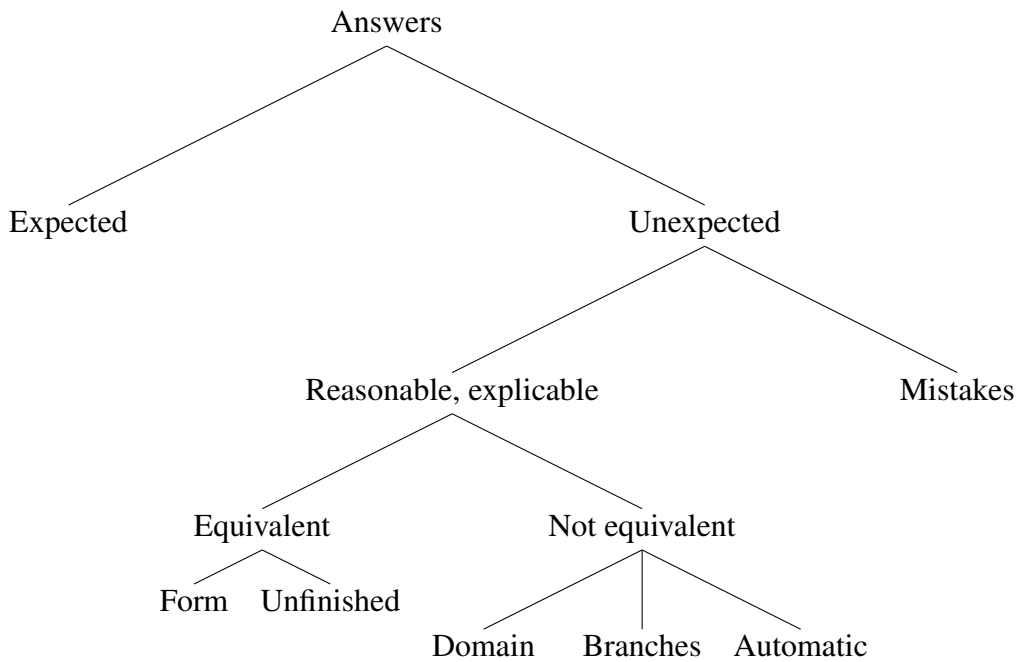 Answers
Expected
Unexpected
Reasonable, explicable
Mistakes
Equivalent
Not equivalent
Form
Unfinished
Domain
Branches
Automatic